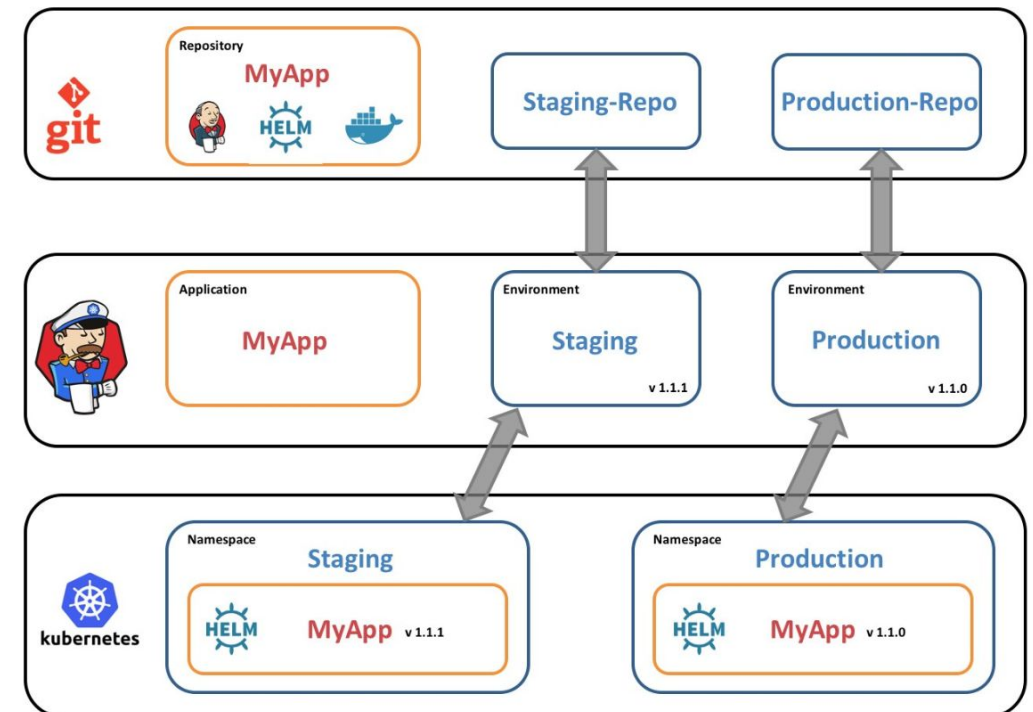 git
Repository
MyApp
HELM
Staging-Repo
Production-Repo
Application
MyApp
Environment
Staging
v 1.1.1
Environment
Production
v 1.1.0
kubernetes
Namespace
Staging
HELM
MyApp v 1.1.1
Namespace
Production
HELM
MyApp v 1.1.0